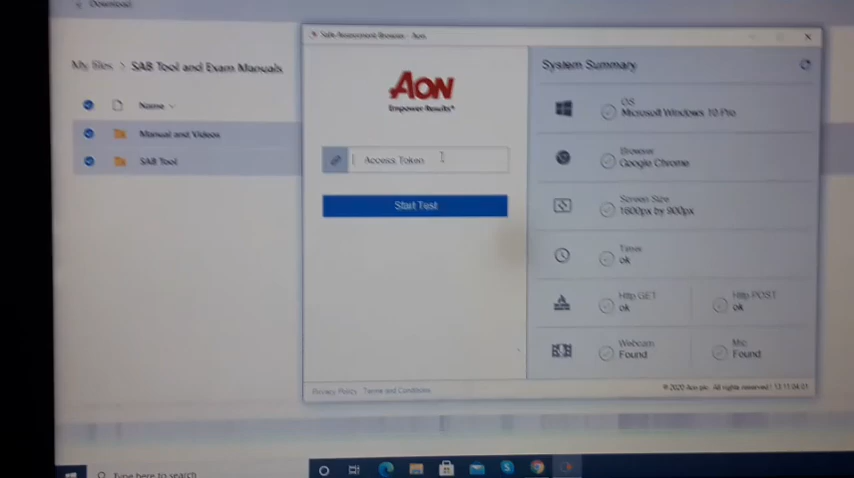 Download
My files > SAB Tool and Exam Manuals
Name
Manual and Videos
SAB Tool
Safe Assessment Browser - Aon
AON
Empower Results®
Access Token
Start Test
Privacy Policy Terms and Conditions
System Summary
OS
Microsoft Windows 10 Pro
Browser
Google Chrome
Screen Size
1600px by 900px
Timer
ok
Http GET
ok
Http POST
ok
Webcam
Found
Mic
Found
© 2020 Aon plc. All rights reserved.
Type here to search